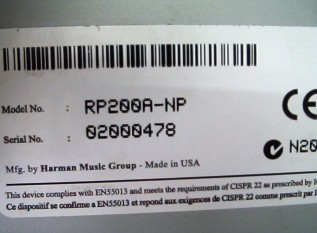 Model No. : RP200A-NP
CE
Serial No. : 02000478
N20
Mfg. by Harman Music Group - Made in USA
This device complies with EN55013 and meets the requirements of CISPR 22 as prescribed by
Ce dispositif se confirme a EN55013 et repond aux exigences de CISPR 22 comme prescrit par